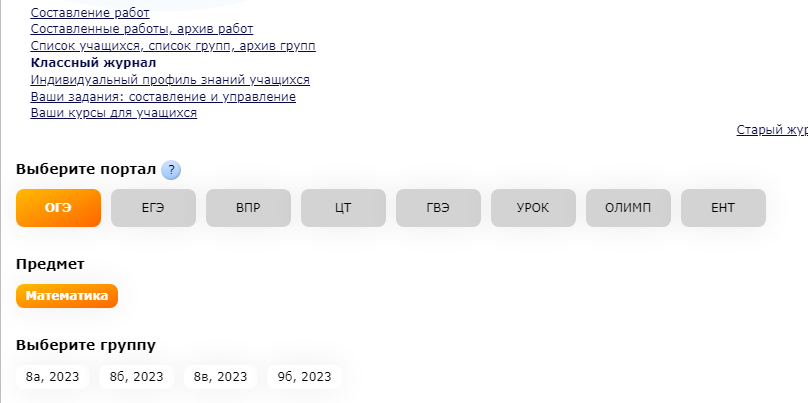 Составление работ
Составленные работы, архив работ
Список учащихся, список групп, архив групп
Классный журнал
Индивидуальный профиль знаний учащихся
Ваши задания: составление и управление
Ваши курсы для учащихся
Старый жур
Выберите портал ?
ОГЭ ЕГЭ ВПР ЦТ ГВЭ УРОК ОЛИМП ЕНТ
Предмет
Математика
Выберите группу
8а, 2023 8б, 2023 8в, 2023 9б, 2023